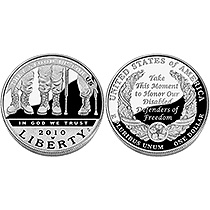 IN GOD WE TRUST
2010
LIBERTY
UNITED STATES OF AMERICA
Take
This Moment
to Honor Our
Disabled
Defenders of
Freedom
E PLURIBUS UNUM
ONE DOLLAR